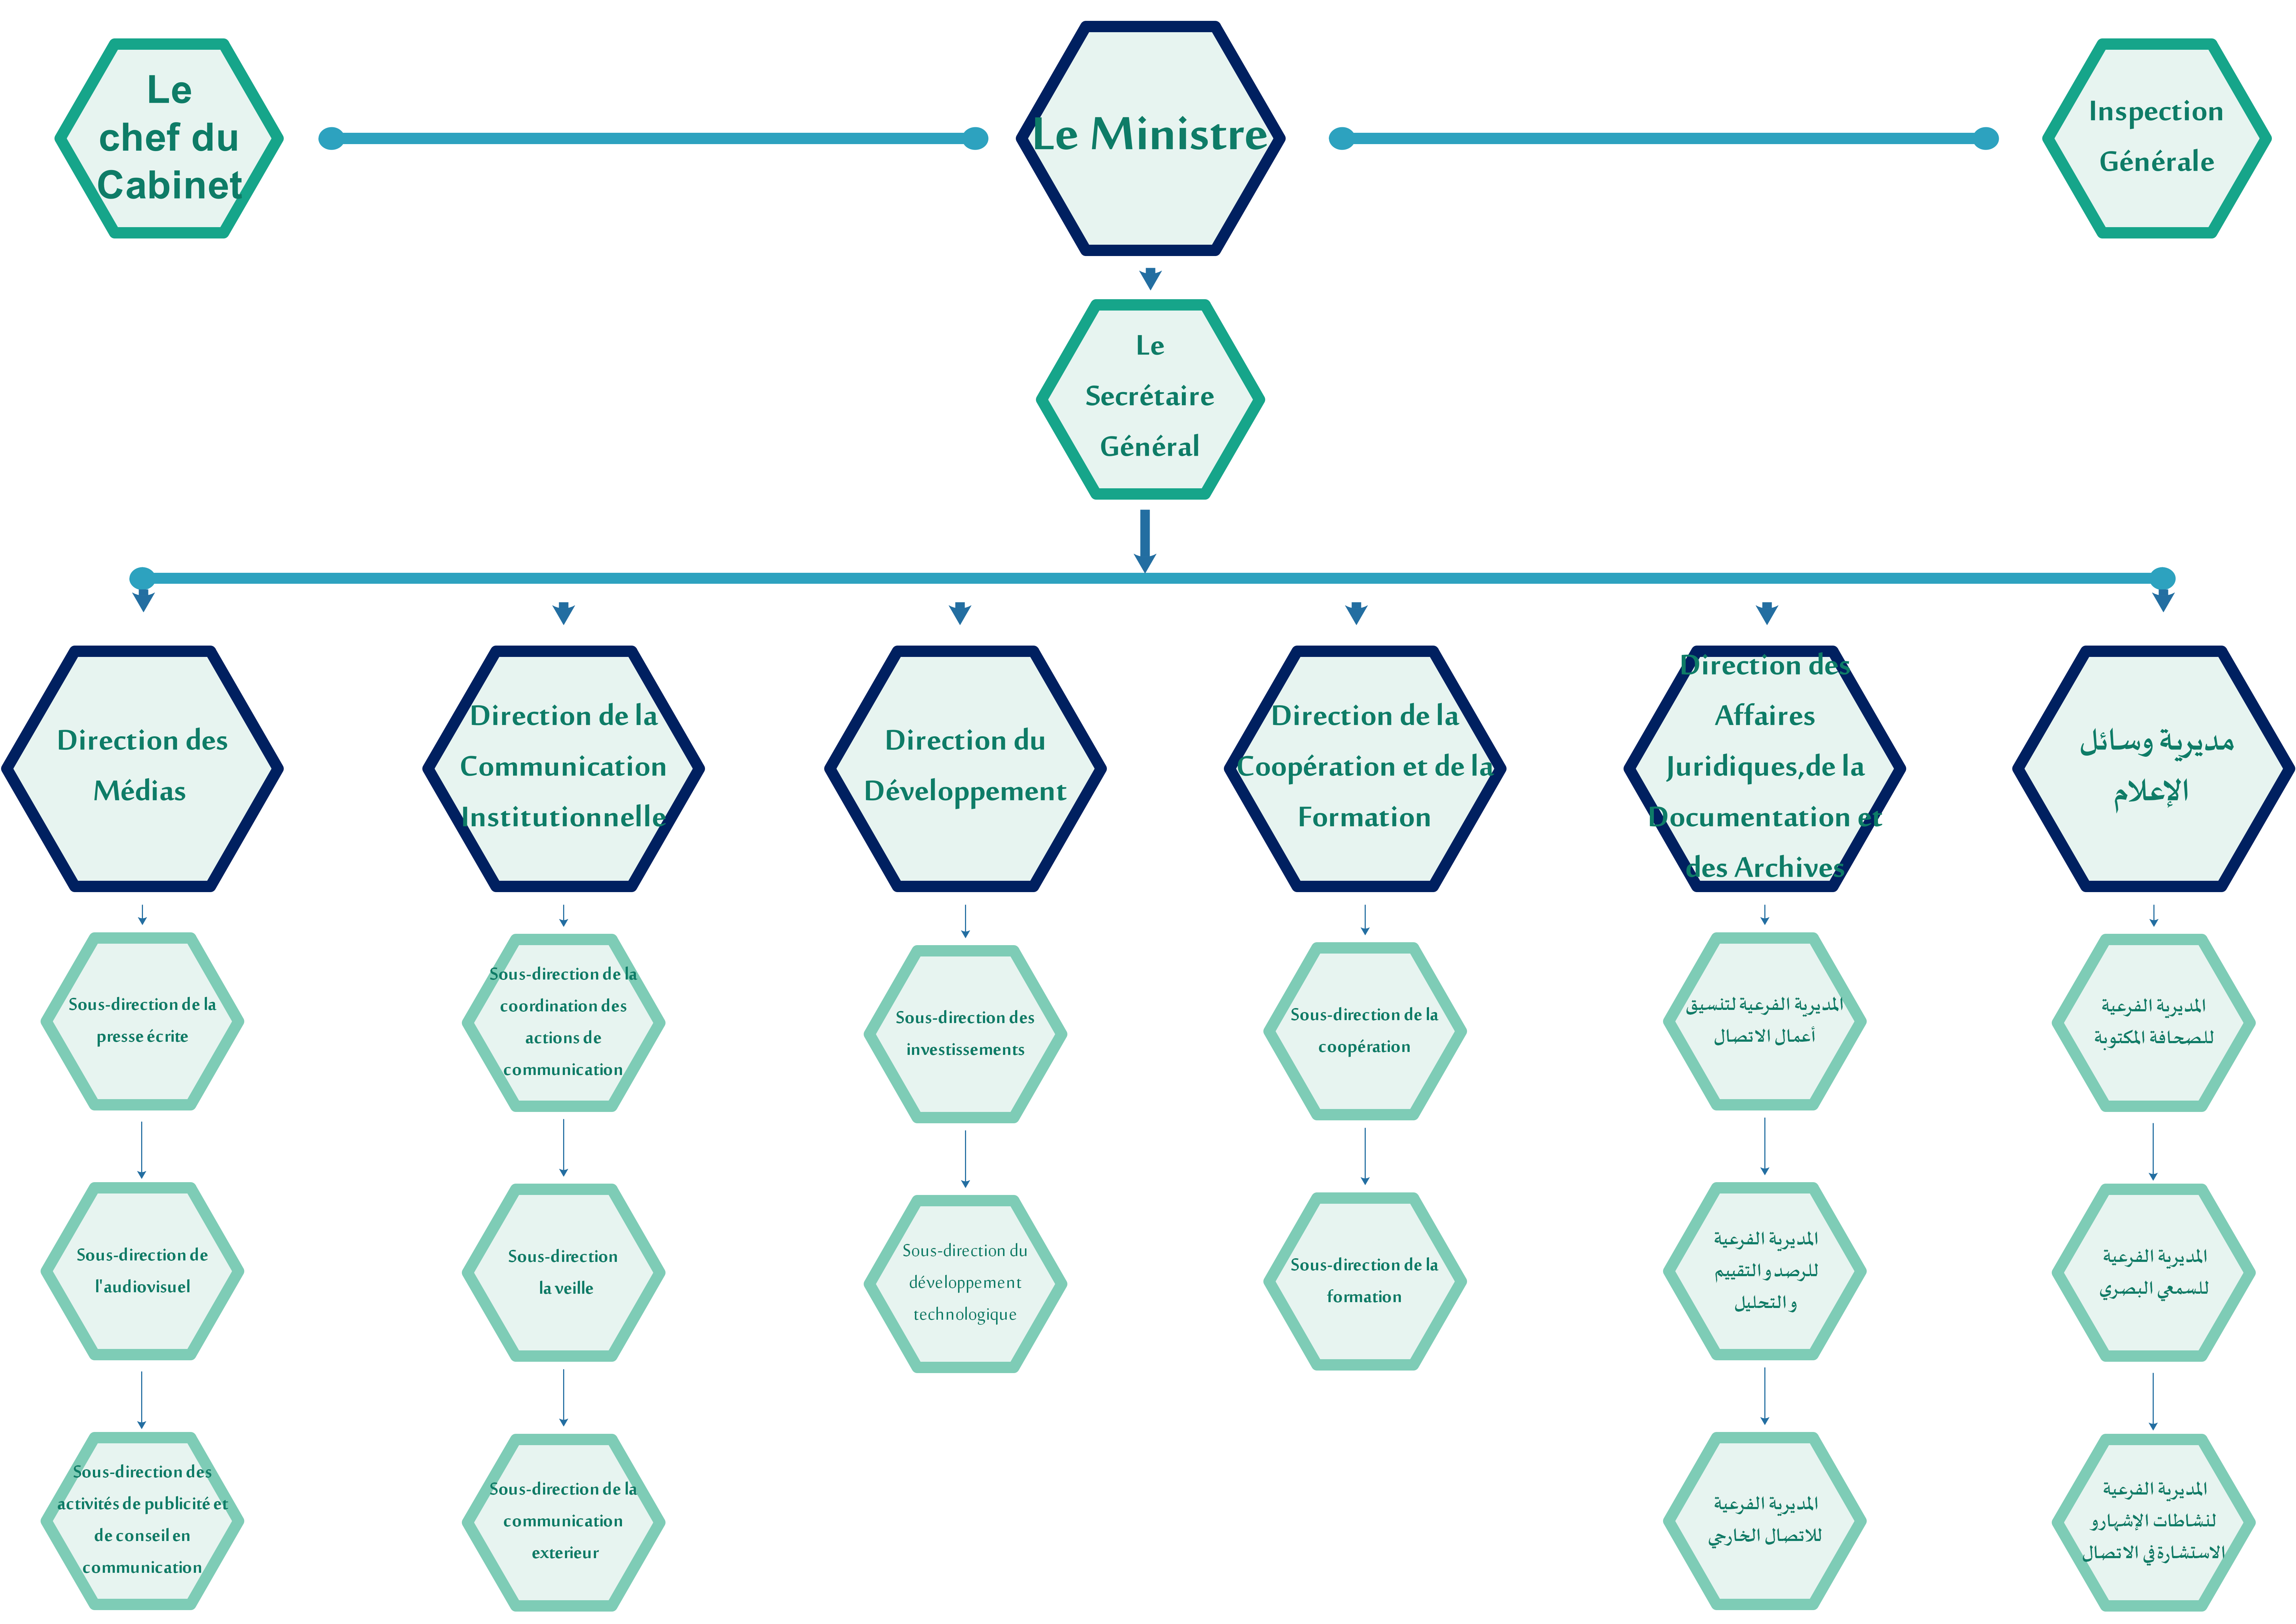 Le
chef du
Cabinet
Le Ministre
Inspection
Générale
Le
Secrétaire
Général
Direction des
Médias
Direction de la
Communication
Institutionnelle
Direction du
Développement
Direction de la
Coopération et de la
Formation
Direction des
Affaires
Juridiques,de la
Documentation et
des Archives
مديرية وسائل
الإعلام
Sous-direction de la
presse écrite
Sous-direction de la
coordination des
actions de
communication
Sous-direction des
investissements
Sous-direction de la
coopération
المديرية الفرعية لتنسيق
أعمال الاتصال
المديرية الفرعية
للصحافة المكتوبة
Sous-direction de
l'audiovisuel
Sous-direction
la veille
Sous-direction du
développement
technologique
Sous-direction de la
formation
المديرية الفرعية
للرصد و التقييم
و التحليل
المديرية الفرعية
للسمعي البصري
Sous-direction des
activités de publicité et
de conseil en
communication
Sous-direction de la
communication
exterieur
المديرية الفرعية
للاتصال الخارجي
المديرية الفرعية
لنشاطات الإشهار و
الاستشارة في الاتصال